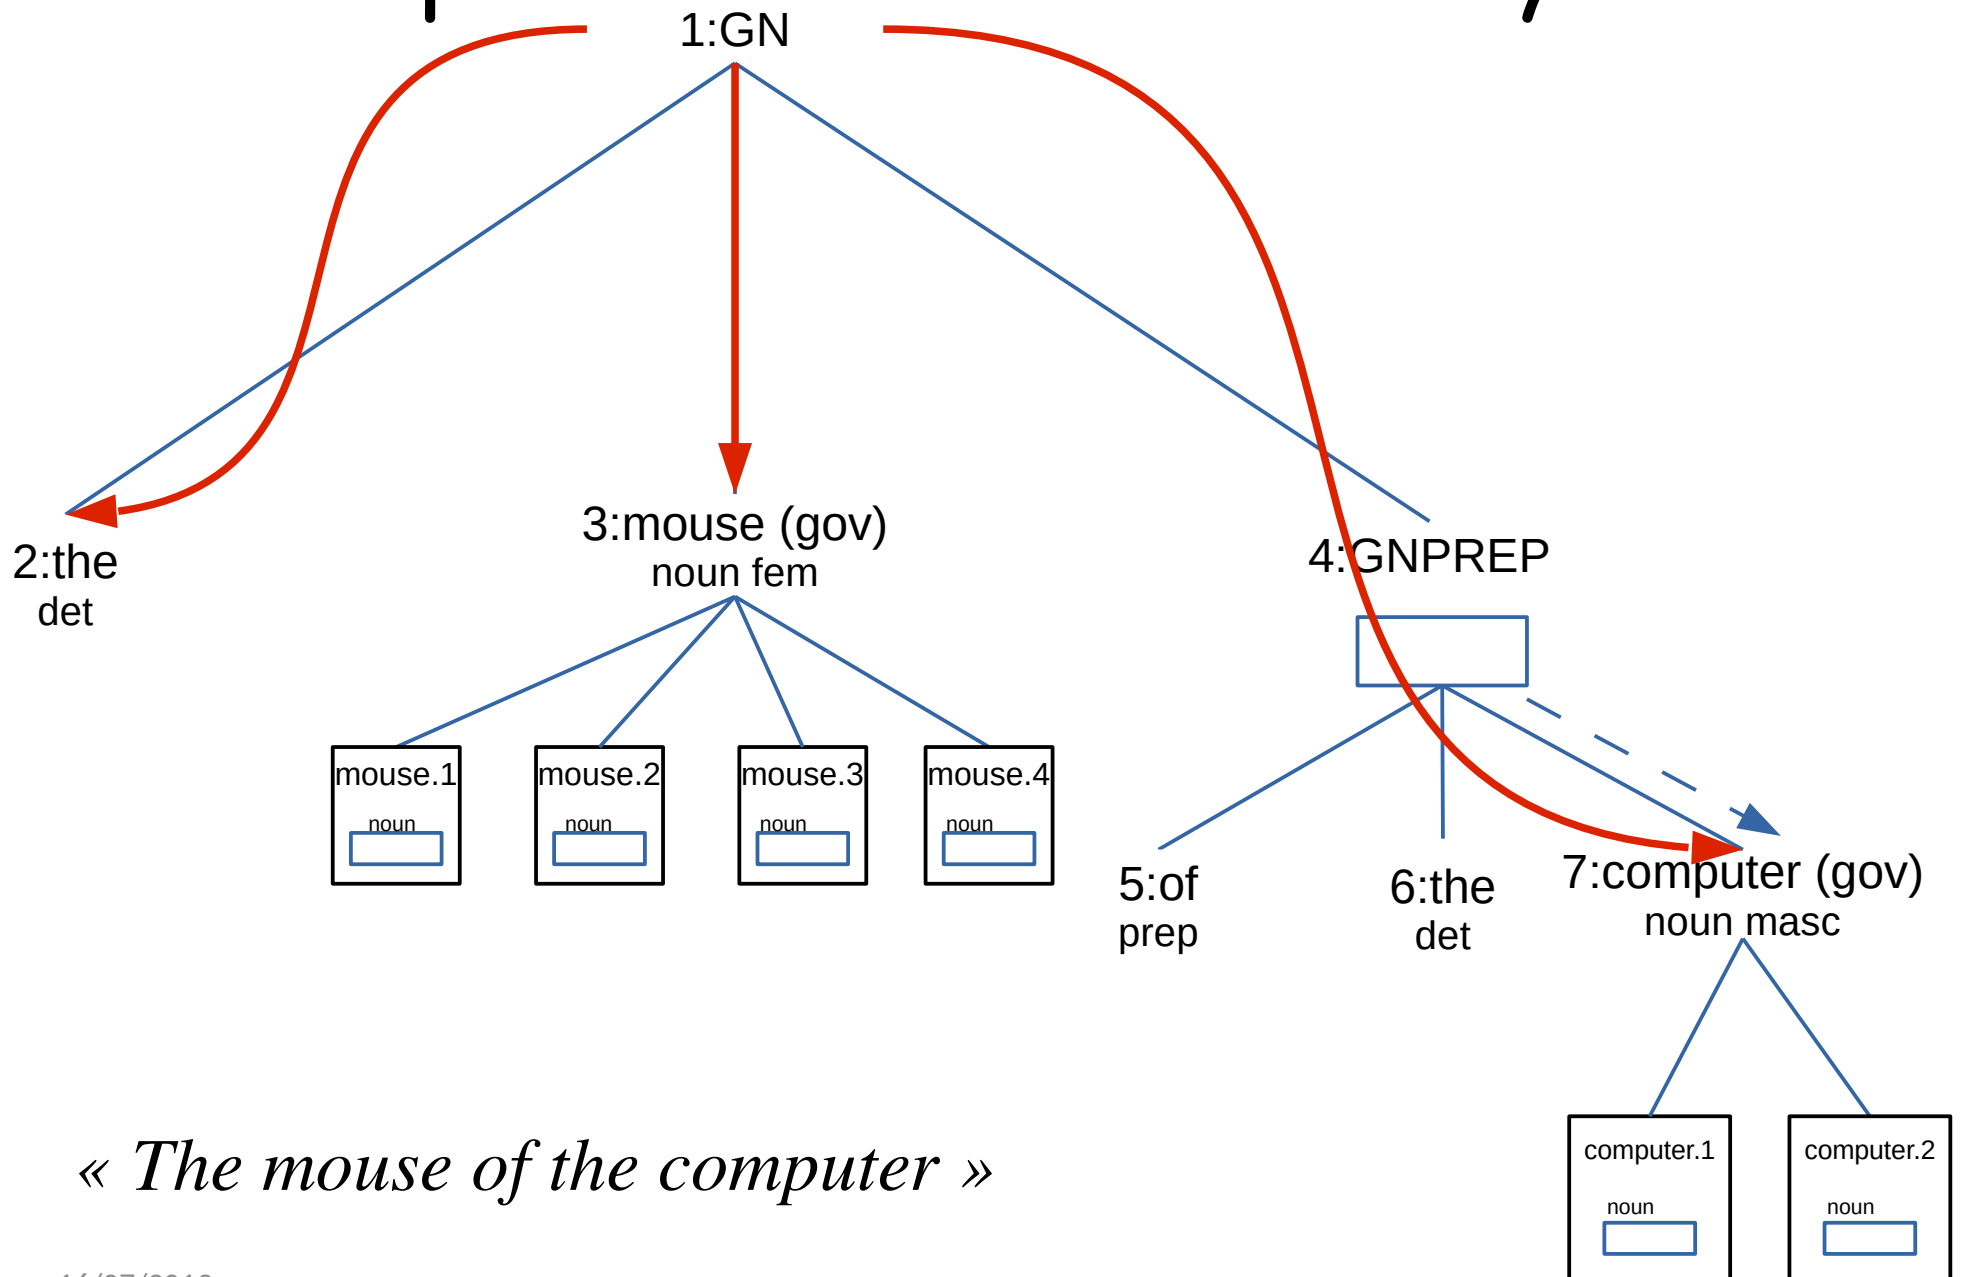 1:GN
2:the
det
3:mouse (gov)
noun fem
4:GNPREP
mouse.1
noun
mouse.2
noun
mouse.3
noun
mouse.4
noun
5:of
prep
6:the
det
7:computer (gov)
noun masc
computer.1
noun
computer.2
noun
« The mouse of the computer »